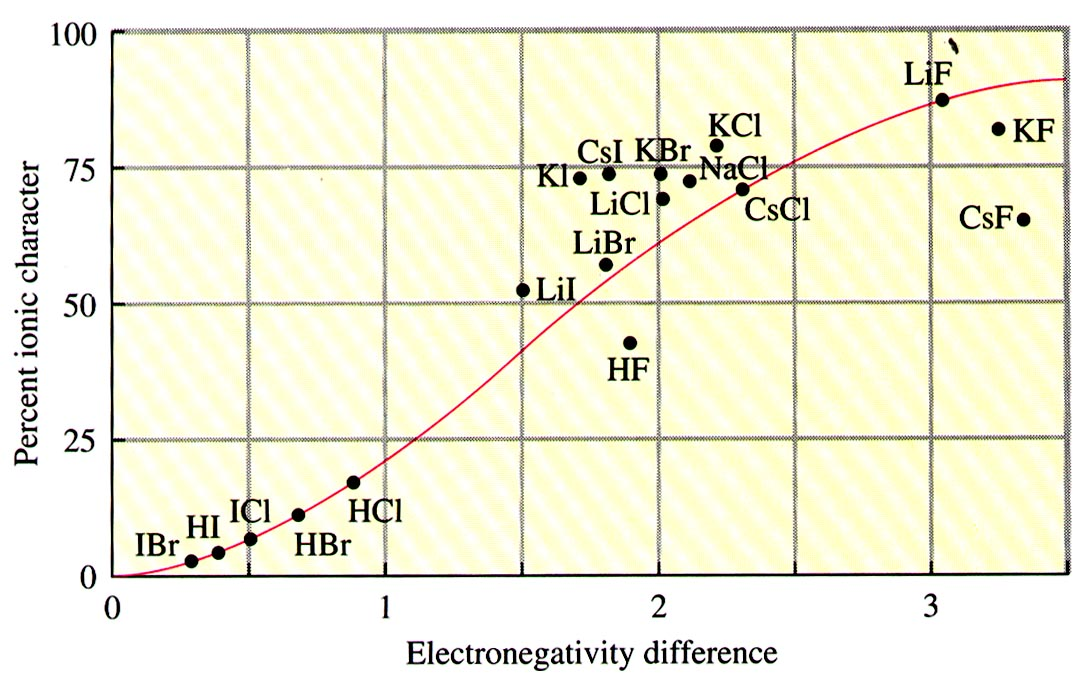 100
LiF
KCl
KF
CsI KBr
75
Kl
NaCl
LiCl
CsCl
CsF
LiBr
Percent ionic character
50
LiI
HF
25
ICl
HCl
HI
IBr
HBr
0
0
1
2
3
Electronegativity difference